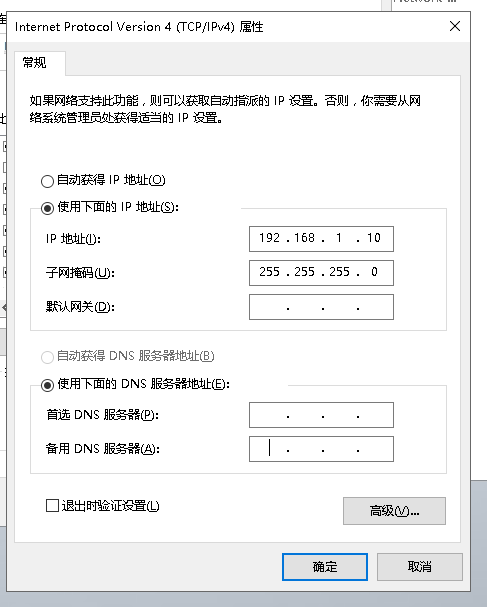 Internet Protocol Version 4 (TCP/IPv4) 属性
常规
如果网络支持此功能，则可以获取自动指派的 IP 设置。否则，你需要从网
络系统管理员处获得适当的 IP 设置。
自动获得 IP 地址(O)
使用下面的 IP 地址(S):
IP 地址(I):
192 . 168 . 1 . 10
子网掩码(U):
255 . 255 . 255 . 0
默认网关(D):
. . .
自动获得 DNS 服务器地址(B)
使用下面的 DNS 服务器地址(E):
首选 DNS 服务器(P):
. . .
备用 DNS 服务器(A):
. . .
退出时验证设置(L)
高级(V)...
确定
取消